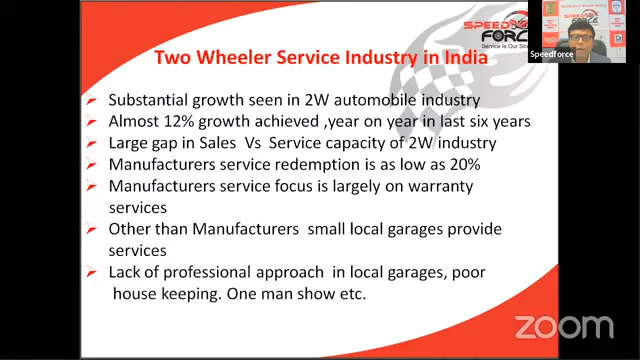 SPEED
FORCE
Service Is Our Stre
Speedforce
Two Wheeler Service Industry in India
Substantial growth seen in 2W automobile industry
Almost 12% growth achieved ,year on year in last six years
Large gap in Sales Vs Service capacity of 2W industry
Manufacturers service redemption is as low as 20%
Manufacturers service focus is largely on warranty
services
Other than Manufacturers small local garages provide
services
Lack of professional approach in local garages, poor
house keeping. One man show etc.
zoom